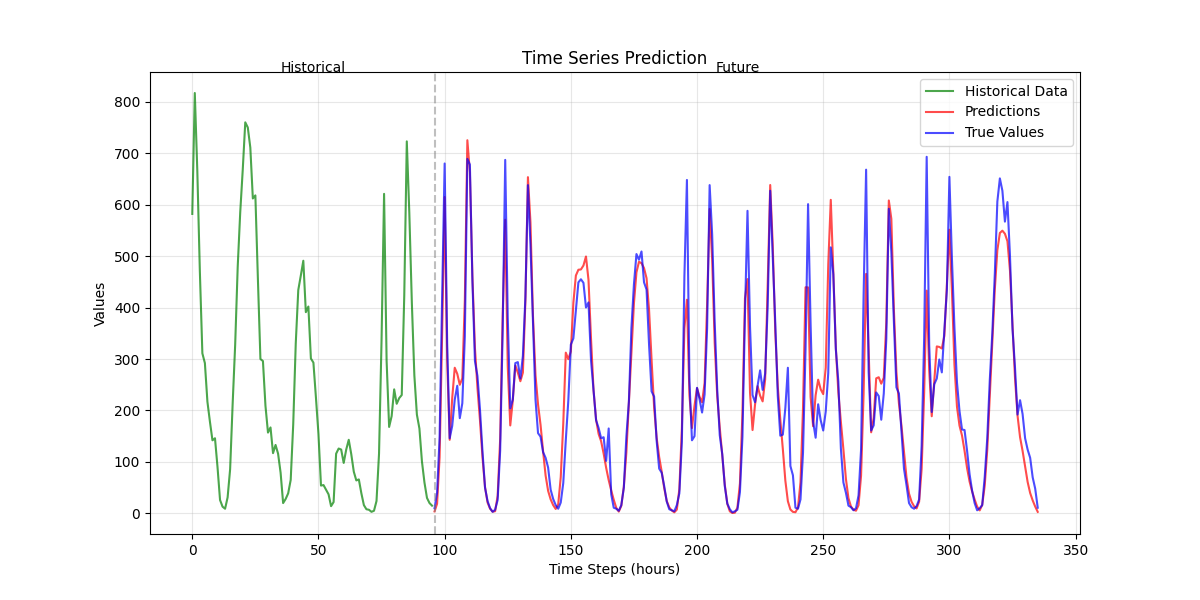 Time Series Prediction
Historical
Future
Historical Data
Predictions
True Values
Values
800
700
600
500
400
300
200
100
0
0
50
100
150
200
250
300
350
Time Steps (hours)